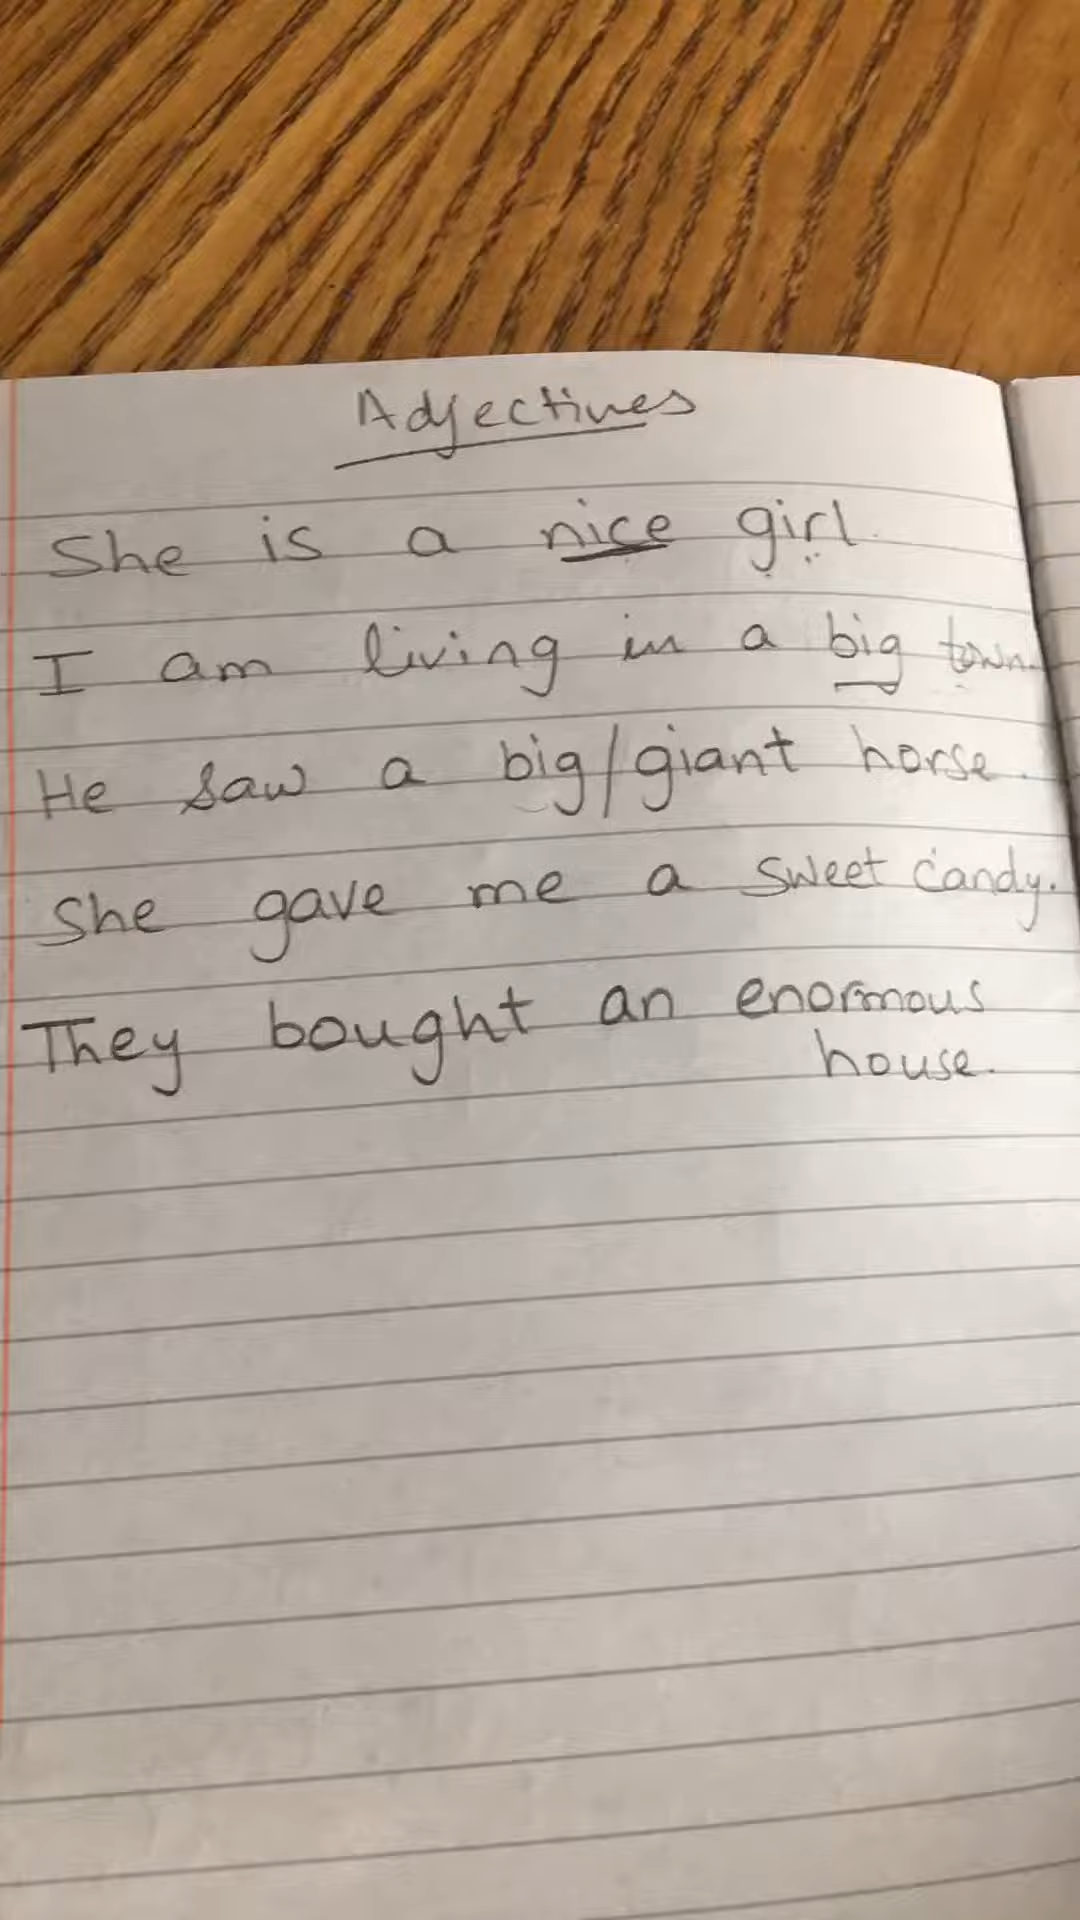 Adjectives
She is a nice girl.
I am living in a big town.
He saw a big/giant horse.
She gave me a sweet candy.
They bought an enormous
house.